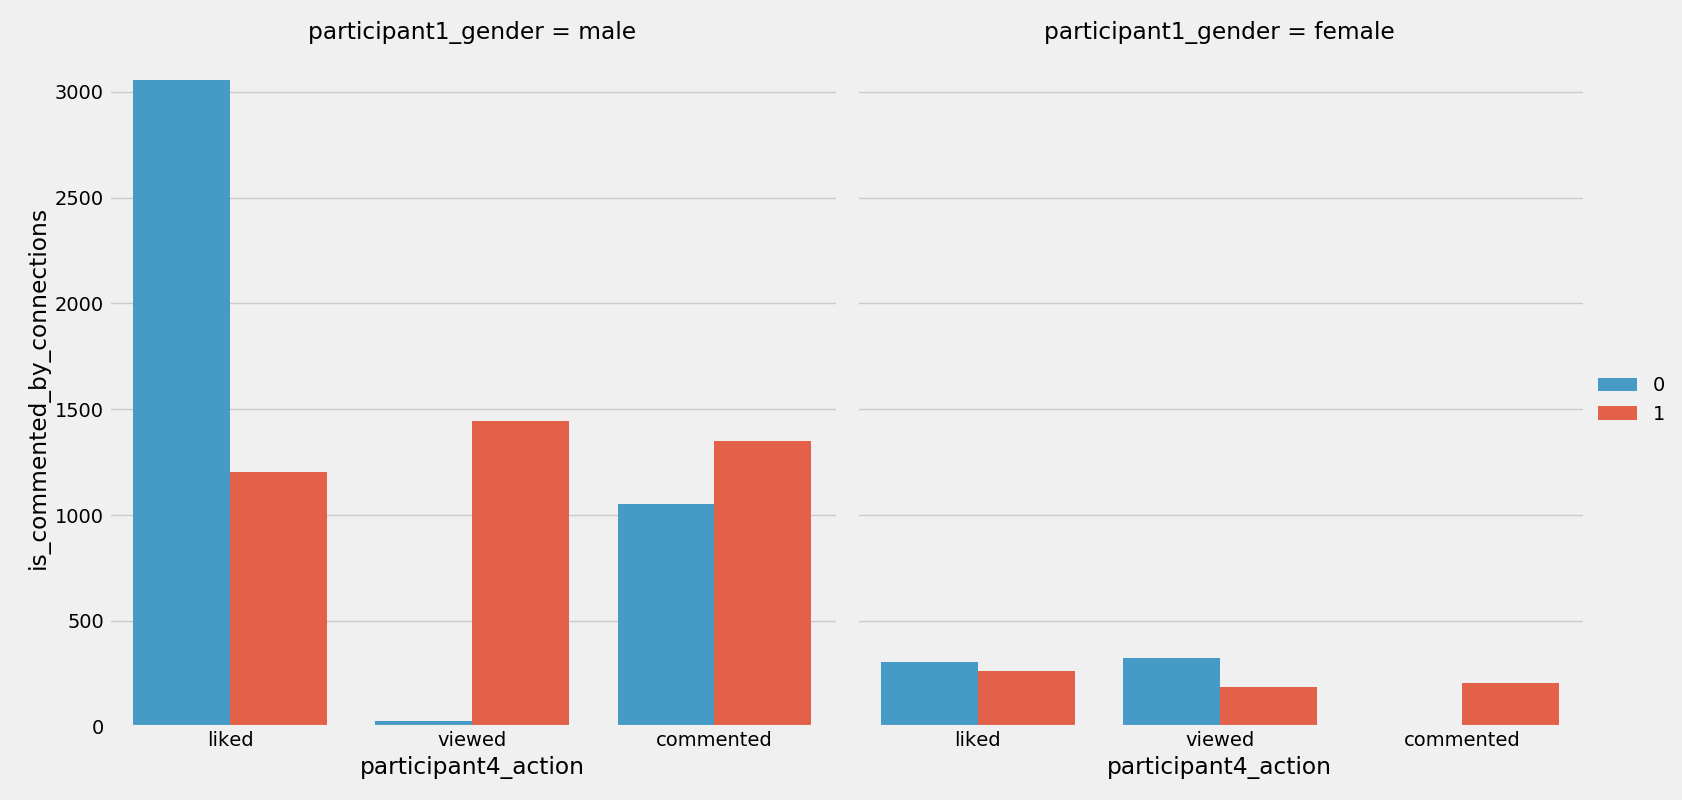 participant1_gender = male
participant1_gender = female
is_commented_by_connections
3000
2500
2000
1500
1000
500
0
liked viewed commented
liked viewed commented
participant4_action
participant4_action
0
1